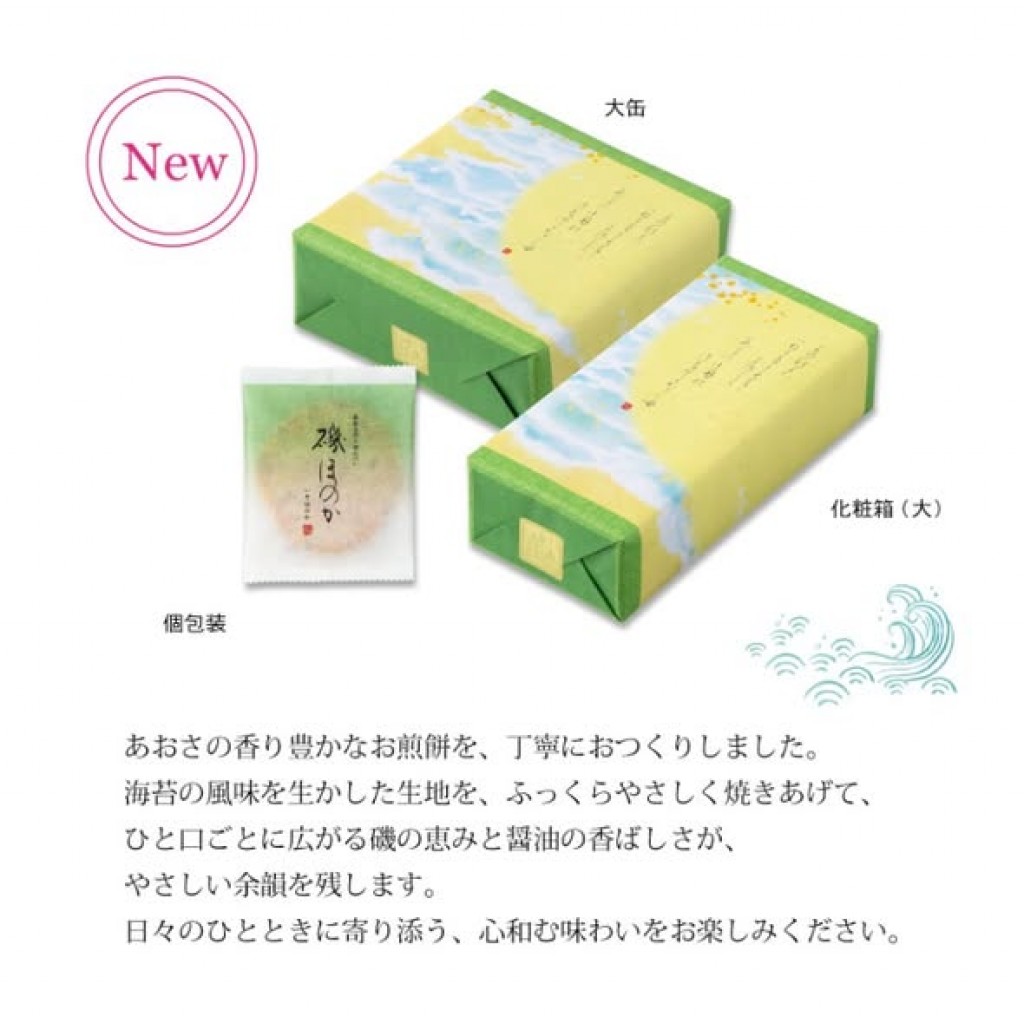 New
大缶
磯ほのか
化粧箱（大）
個包装
あおさの香り豊かなお煎餅を、丁寧におつくりしました。
海苔の風味を生かした生地を、ふっくらやさしく焼きあげて、
ひと口ごとに広がる磯の恵みと醤油の香ばしさが、
やさしい余韻を残します。
日々のひとときに寄り添う、心和む味わいをお楽しみください。